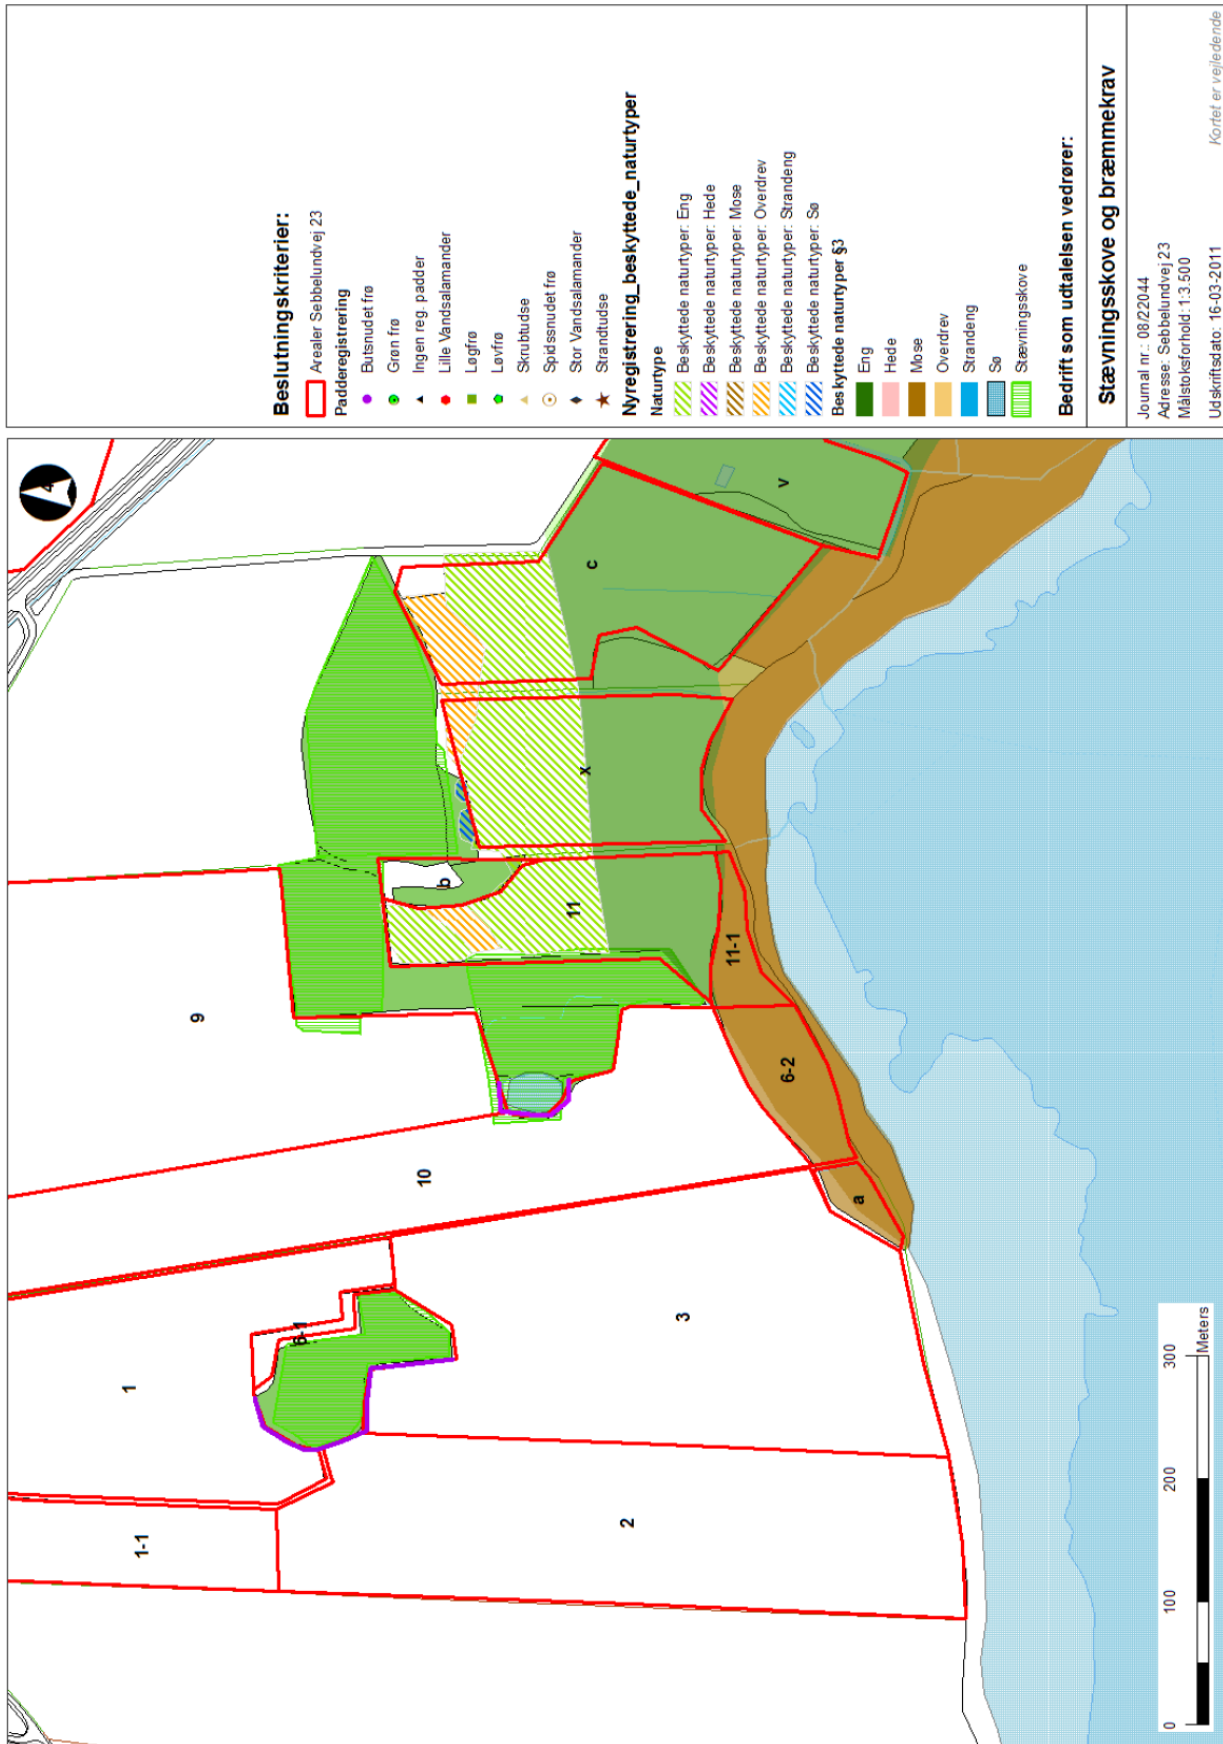 Beslutningskriterier:
Arealer Sebbelundvej 23
Padderegistrering
Butsnudet frø
Grøn frø
Ingen reg. padder
Lille Vandsalamander
Løgfrø
Løvfrø
Skrubtudse
Spidssnudet frø
Stor Vandsalamander
Strandtudse
Nyregistrering_beskyttede_naturtyper
Naturtype
Beskyttede naturtyper: Eng
Beskyttede naturtyper: Hede
Beskyttede naturtyper: Mose
Beskyttede naturtyper: Overdrev
Beskyttede naturtyper: Strandeng
Beskyttede naturtyper: Sø
Beskyttede naturtyper §3
Eng
Hede
Mose
Overdrev
Strandeng
Sø
Stævningsskove
Bedrift som udtalelsen vedrører:
Stævningsskove og bræmmekrav
Journal nr.: 08/22044
Adresse: Sebbelundvej 23
Målstoksforhold: 1:3.500
Udskriftsdato: 16-03-2011
Kortet er vejledende
4
1-1
1
6-1
9
10
b
11
x
c
v
2
3
a
6-2
11-1
0 100 200 300
Meters